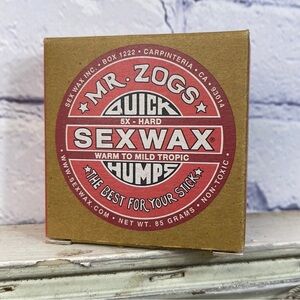 SEX WAX INC. • BOX 1222 • CARPINTERIA • CA • 93014
MR. ZOGS
QUICK
5X - HARD
SEXWAX
WARM TO MILD TROPIC
HUMPS
THE BEST FOR YOUR STICK
• WWW.SEXWAX.COM • NET WT. 85 GRAMS • NON-TOXIC •